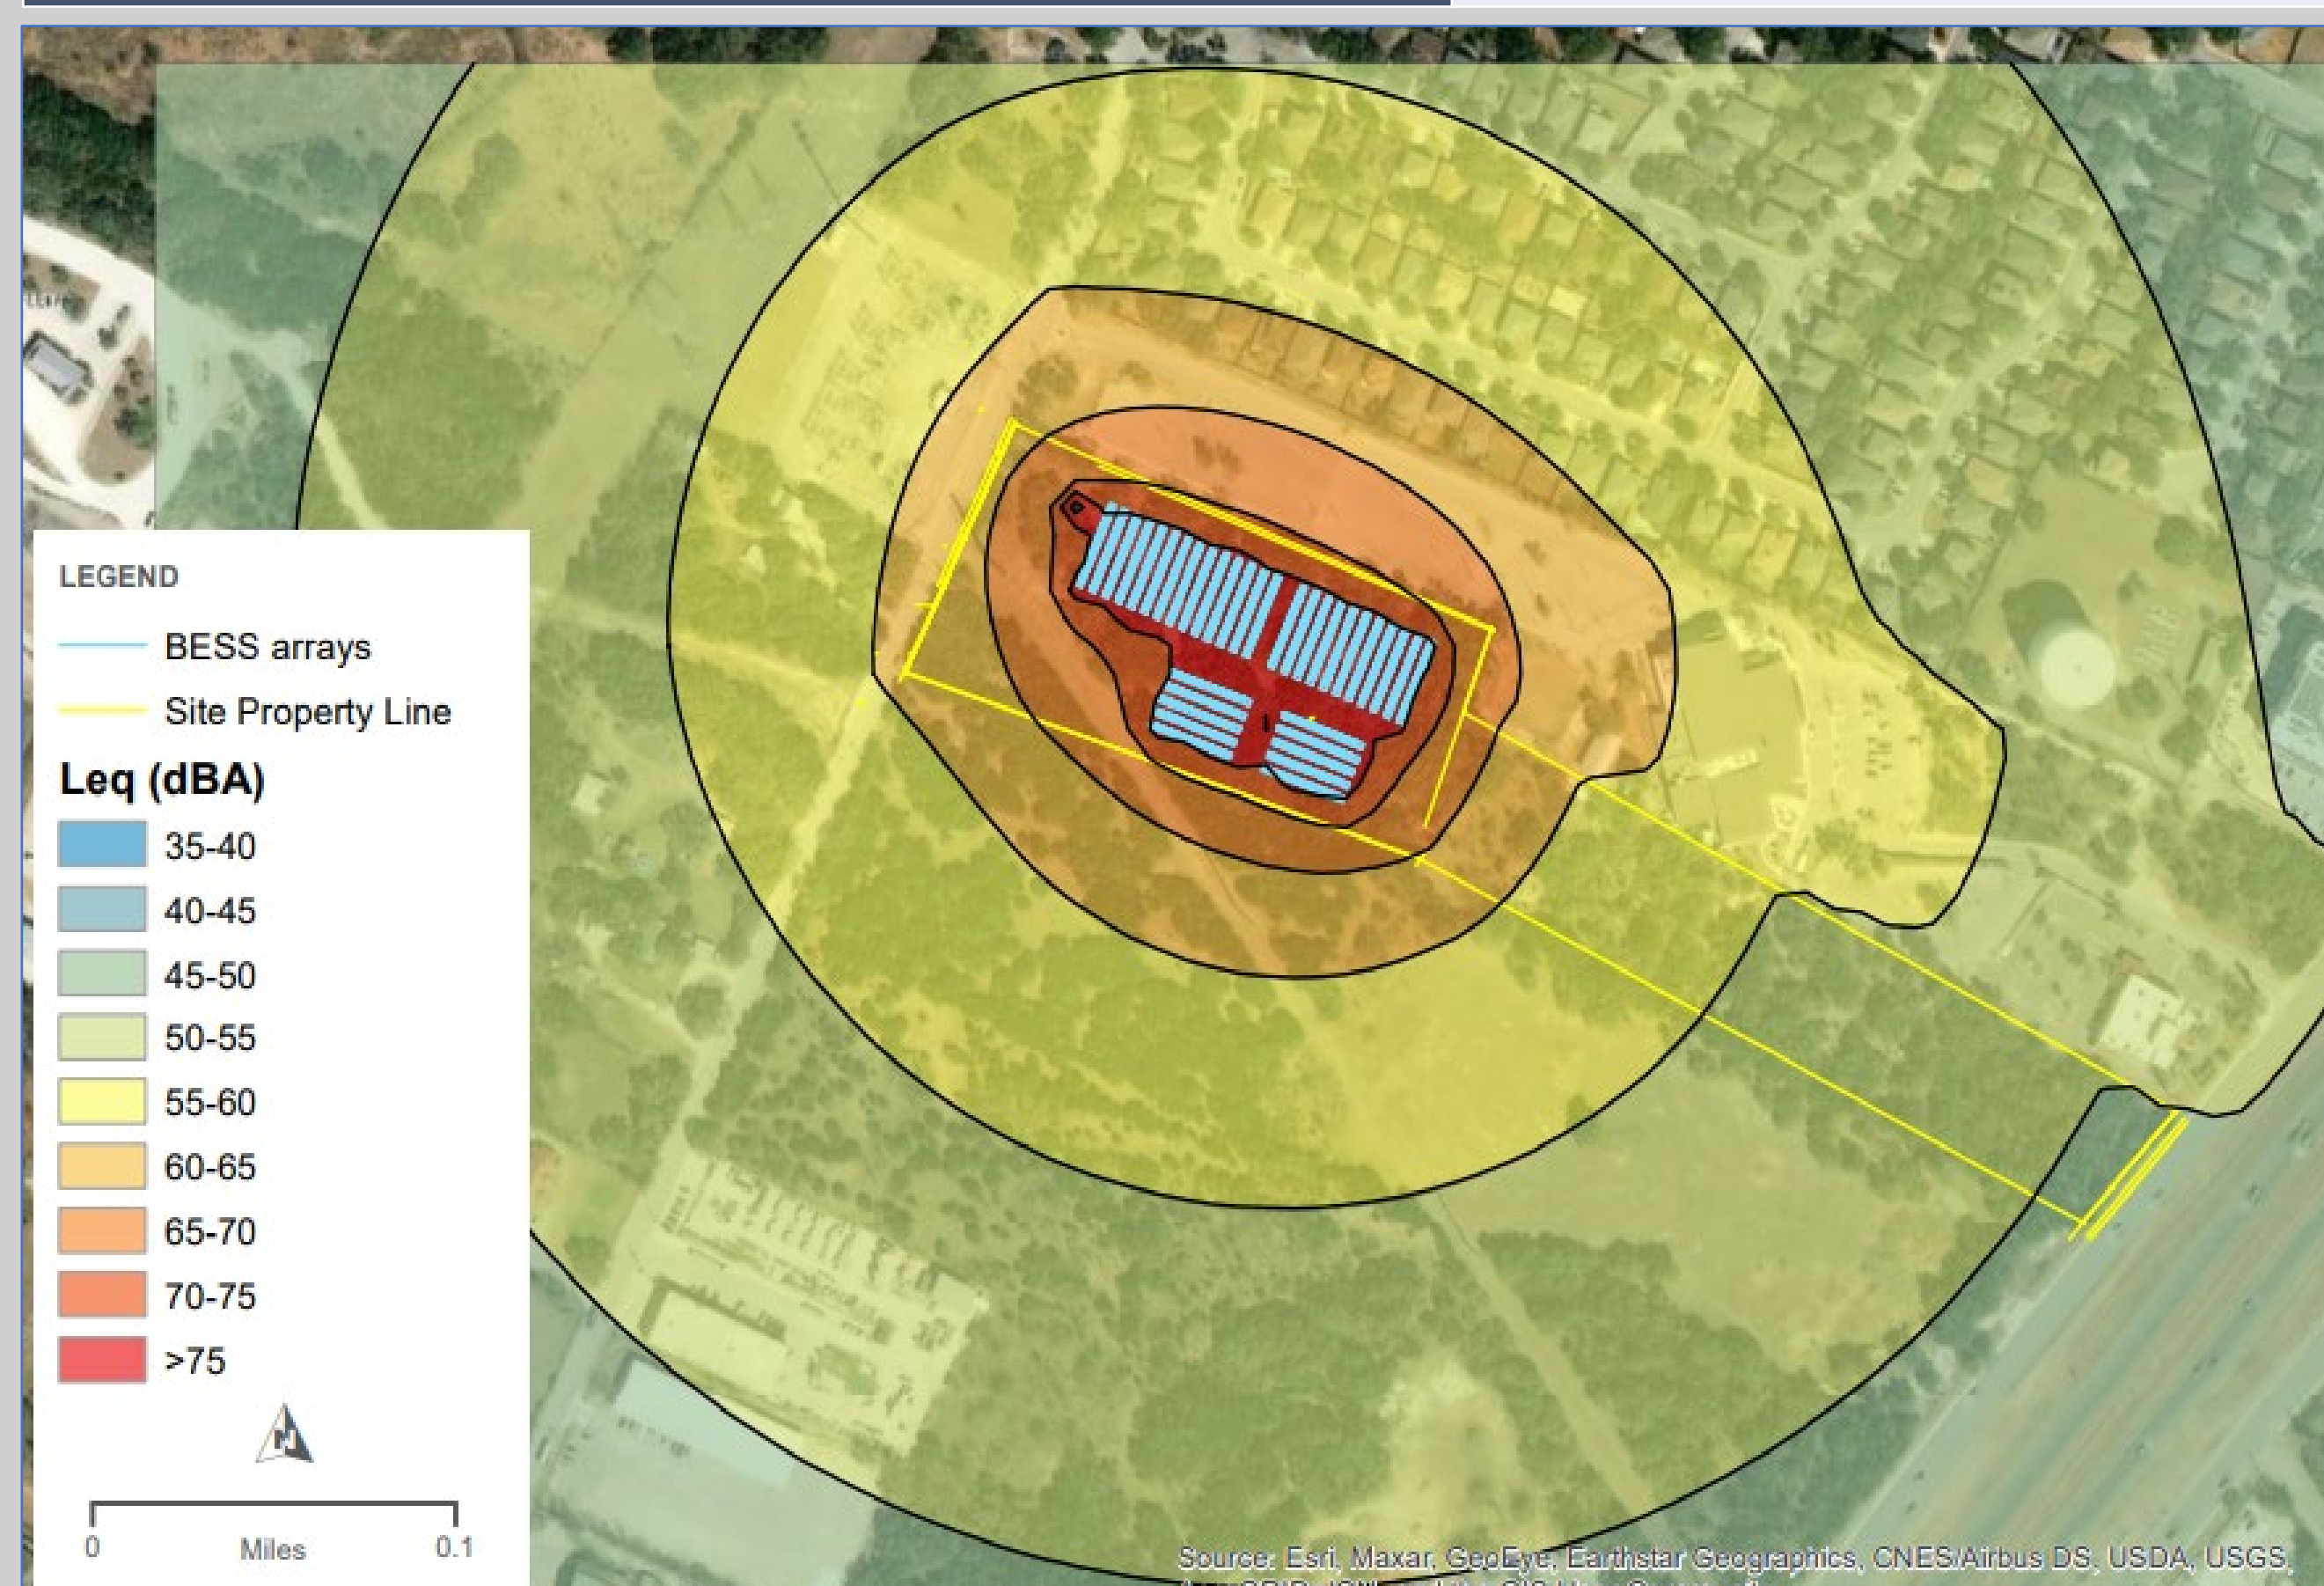 LEGEND
BESS arrays
Site Property Line
Leq (dBA)
35-40
40-45
45-50
50-55
55-60
60-65
65-70
70-75
>75
N
0 Miles 0.1
Source: Esri, Maxar, GeoEye, Earthstar Geographics, CNES/Airbus DS, USDA, USGS,